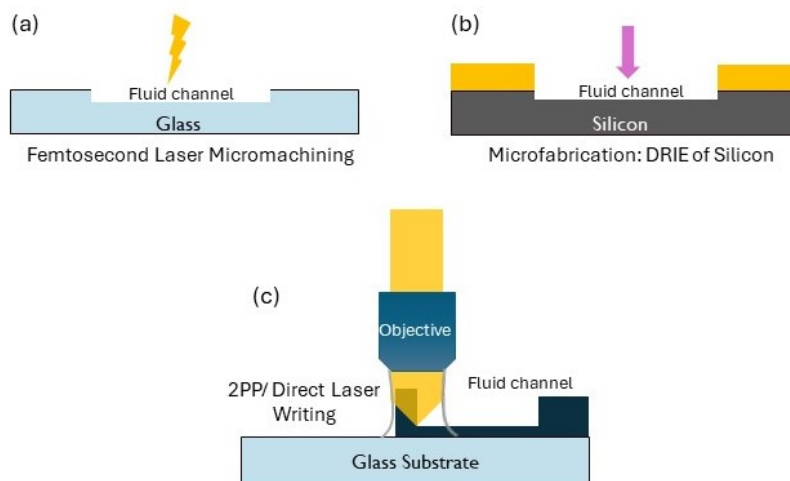 (a)
Fluid channel
Glass
Femtosecond Laser Micromachining
(b)
Fluid channel
Silicon
Microfabrication: DRIE of Silicon
(c)
Objective
2PP/ Direct Laser
Writing
Fluid channel
Glass Substrate